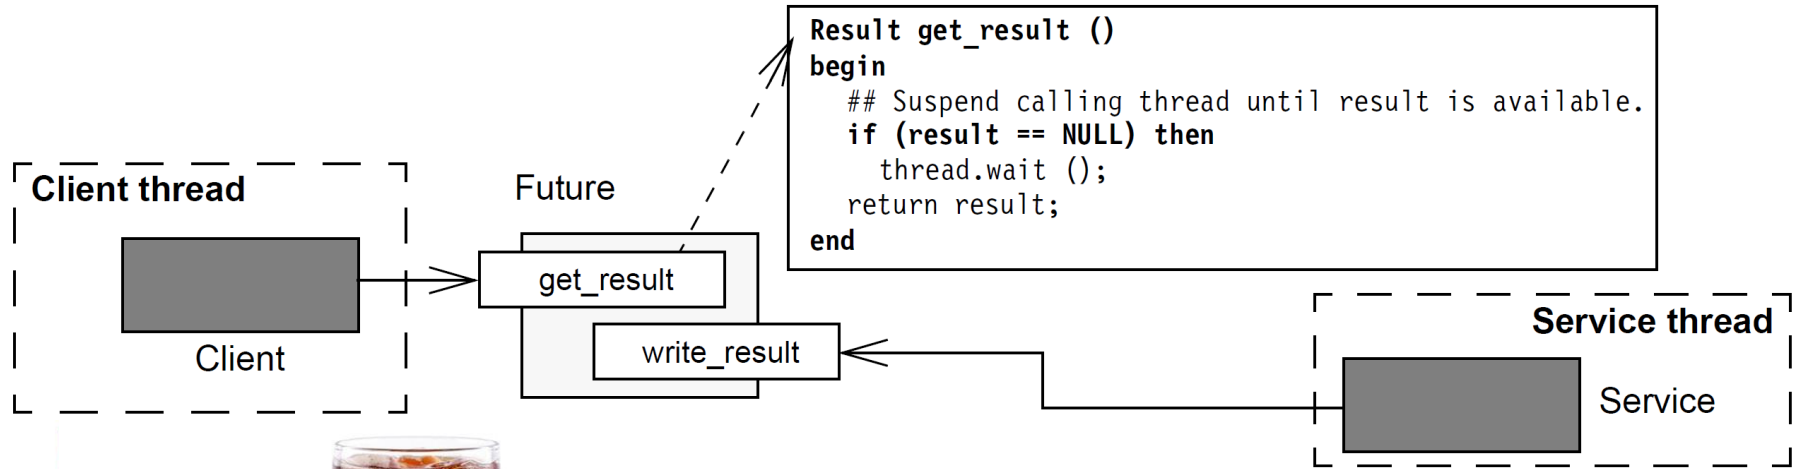 Result get_result ()
begin
## Suspend calling thread until result is available.
if (result == NULL) then
thread.wait ();
return result;
end
Client thread
Future
get_result
Client
write_result
Service thread
Service